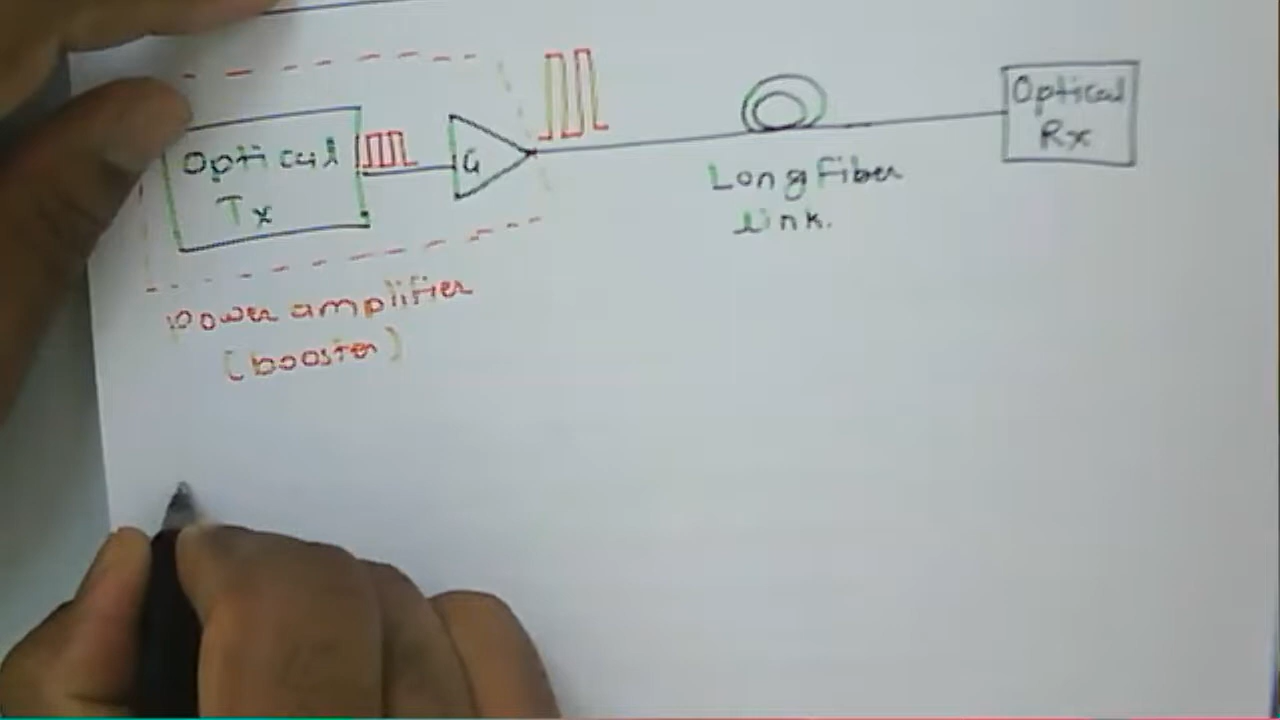 Optical
Tx
G
Long Fiber
link.
Optical
Rx
Power amplifier
(booster)